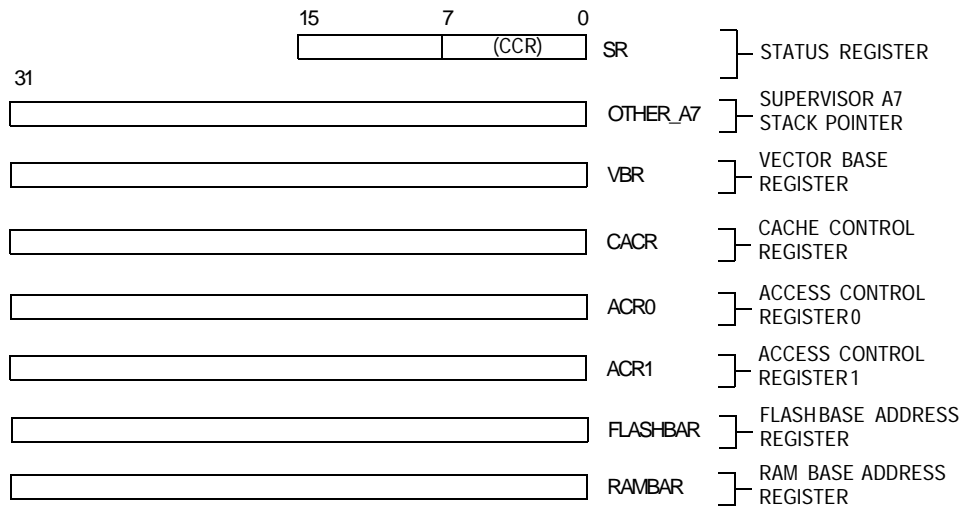 15 7 0
(CCR) SR STATUS REGISTER
31
OTHER_A7 SUPERVISOR A7
STACK POINTER
VBR VECTOR BASE
REGISTER
CACR CACHE CONTROL
REGISTER
ACR0 ACCESS CONTROL
REGISTER0
ACR1 ACCESS CONTROL
REGISTER1
FLASHBAR FLASHBASE ADDRESS
REGISTER
RAMBAR RAM BASE ADDRESS
REGISTER